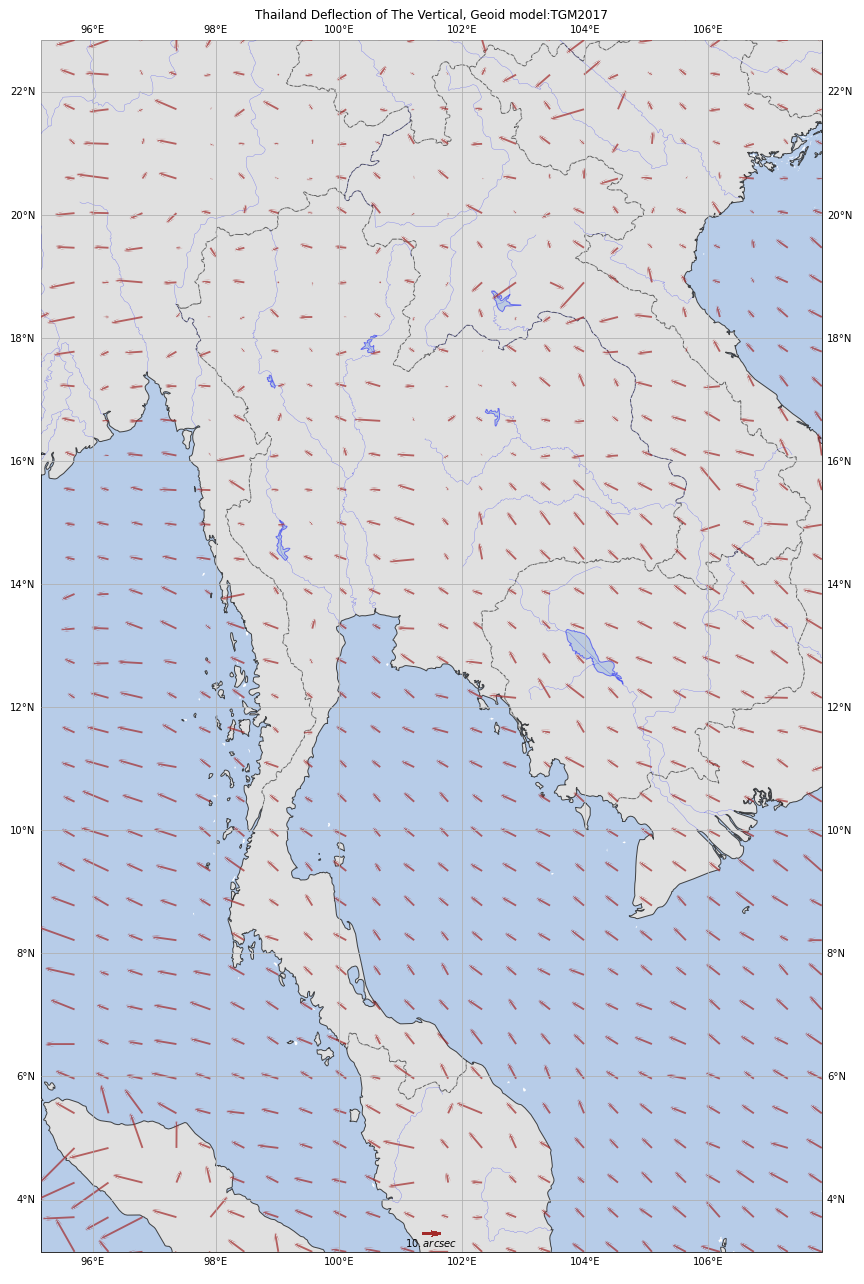 Thailand Deflection of The Vertical, Geoid model:TGM2017
96°E 98°E 100°E 102°E 104°E 106°E
22°N 22°N
20°N 20°N
18°N 18°N
16°N 16°N
14°N 14°N
12°N 12°N
10°N 10°N
8°N 8°N
6°N 6°N
4°N 4°N
10 arcsec
96°E 98°E 100°E 102°E 104°E 106°E